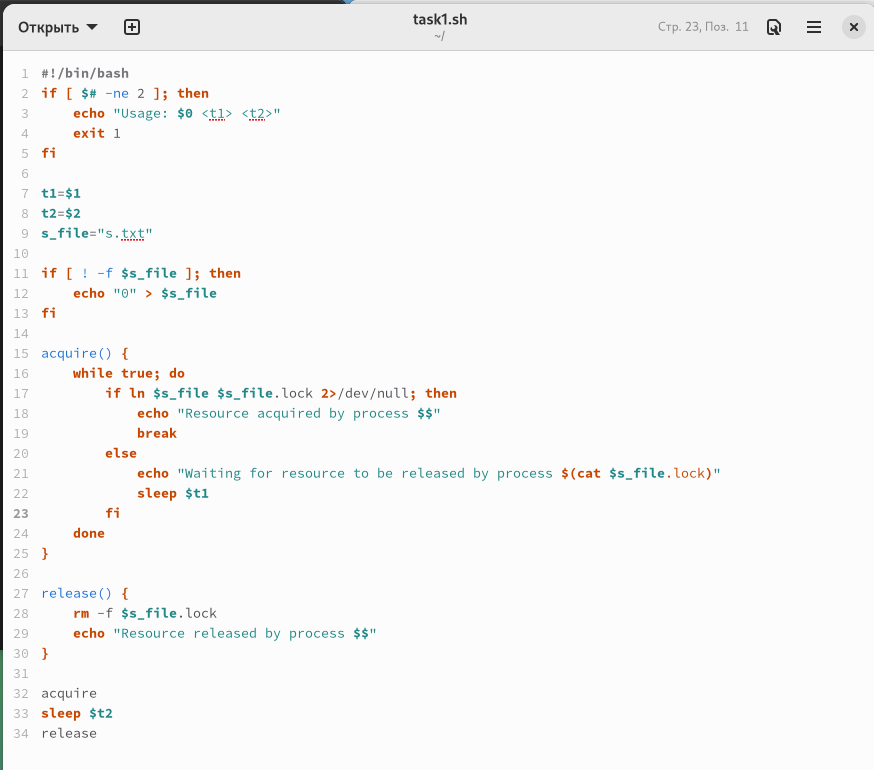 Открыть
task1.sh
~/
Стр. 23, Поз. 11
1 #!/bin/bash
2 if [ $# -ne 2 ]; then
3     echo "Usage: $0 <t1> <t2>"
4     exit 1
5 fi
6
7 t1=$1
8 t2=$2
9 s_file="s.txt"
10
11 if [ ! -f $s_file ]; then
12     echo "0" > $s_file
13 fi
14
15 acquire() {
16     while true; do
17         if ln $s_file $s_file.lock 2>/dev/null; then
18             echo "Resource acquired by process $$"
19             break
20         else
21             echo "Waiting for resource to be released by process $(cat $s_file.lock)"
22             sleep $t1
23         fi
24     done
25 }
26
27 release() {
28     rm -f $s_file.lock
29     echo "Resource released by process $$"
30 }
31
32 acquire
33 sleep $t2
34 release